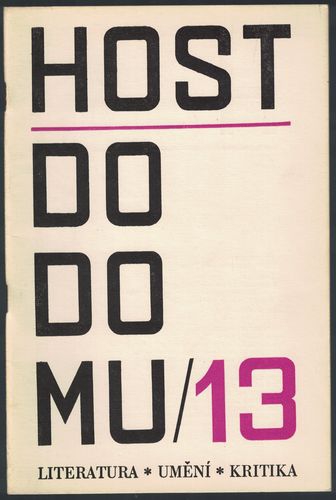 HOST
DO
DO
MU/13
LITERATURA * UMĚNÍ * KRITIKA